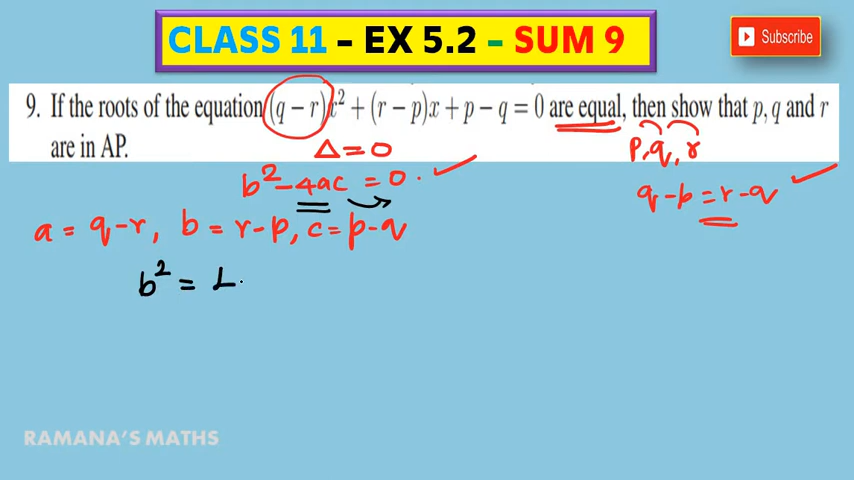 CLASS 11 – EX 5.2 – SUM 9
Subscribe
9. If the roots of the equation (q − r)x² + (r − p)x + p − q = 0 are equal, then show that p, q and r
are in AP.
Δ = 0
p, q, r
b² − 4ac = 0.
q − p = r − q
a = q − r, b = r − p, c = p − q
b² =
RAMANA'S MATHS